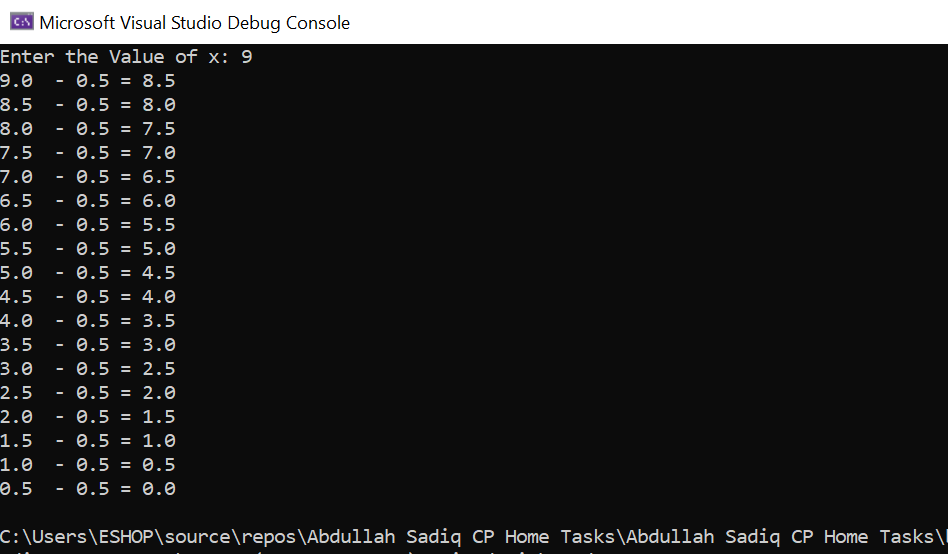 Microsoft Visual Studio Debug Console
Enter the Value of x: 9
9.0  - 0.5 = 8.5
8.5  - 0.5 = 8.0
8.0  - 0.5 = 7.5
7.5  - 0.5 = 7.0
7.0  - 0.5 = 6.5
6.5  - 0.5 = 6.0
6.0  - 0.5 = 5.5
5.5  - 0.5 = 5.0
5.0  - 0.5 = 4.5
4.5  - 0.5 = 4.0
4.0  - 0.5 = 3.5
3.5  - 0.5 = 3.0
3.0  - 0.5 = 2.5
2.5  - 0.5 = 2.0
2.0  - 0.5 = 1.5
1.5  - 0.5 = 1.0
1.0  - 0.5 = 0.5
0.5  - 0.5 = 0.0
C:\Users\ESHOP\source\repos\Abdullah Sadiq CP Home Tasks\Abdullah Sadiq CP Home Tasks\